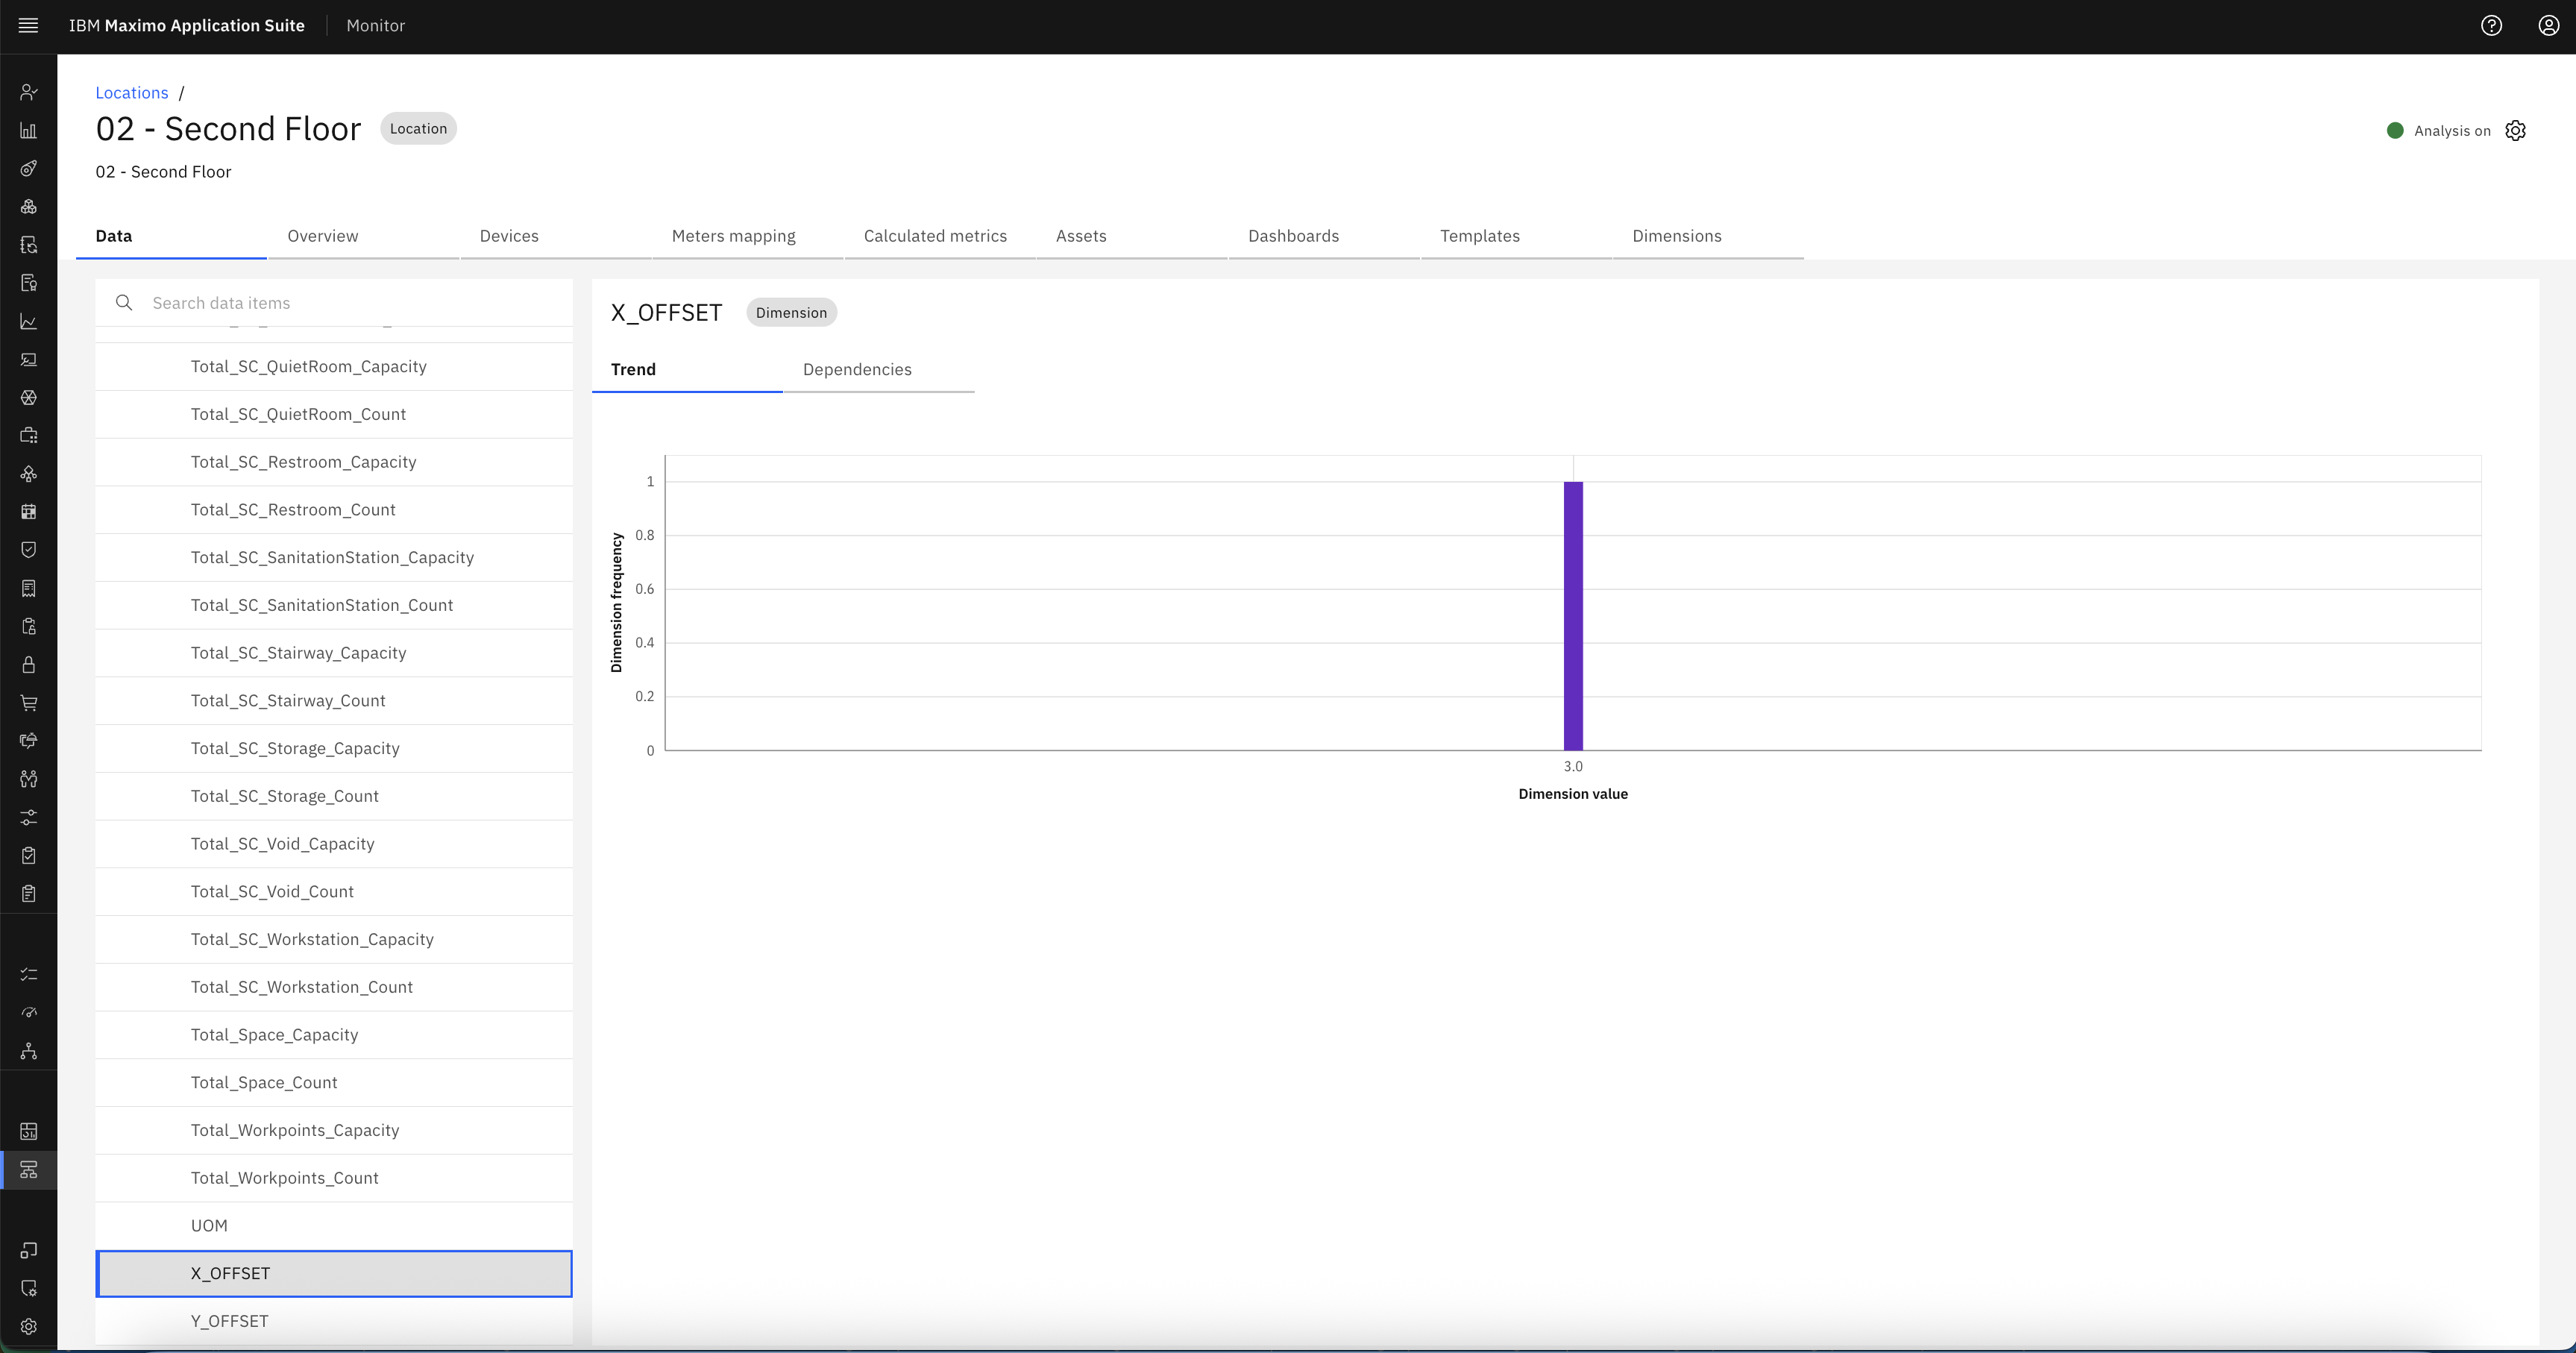 IBM Maximo Application Suite
Monitor
Locations /
02 - Second Floor
Location
02 - Second Floor
Analysis on
Data
Overview
Devices
Meters mapping
Calculated metrics
Assets
Dashboards
Templates
Dimensions
Search data items
Total_SC_QuietRoom_Capacity
Total_SC_QuietRoom_Count
Total_SC_Restroom_Capacity
Total_SC_Restroom_Count
Total_SC_SanitationStation_Capacity
Total_SC_SanitationStation_Count
Total_SC_Stairway_Capacity
Total_SC_Stairway_Count
Total_SC_Storage_Capacity
Total_SC_Storage_Count
Total_SC_Void_Capacity
Total_SC_Void_Count
Total_SC_Workstation_Capacity
Total_SC_Workstation_Count
Total_Space_Capacity
Total_Space_Count
Total_Workpoints_Capacity
Total_Workpoints_Count
UOM
X_OFFSET
Y_OFFSET
X_OFFSET
Dimension
Trend
Dependencies
Dimension frequency
1
0.8
0.6
0.4
0.2
0
3.0
Dimension value